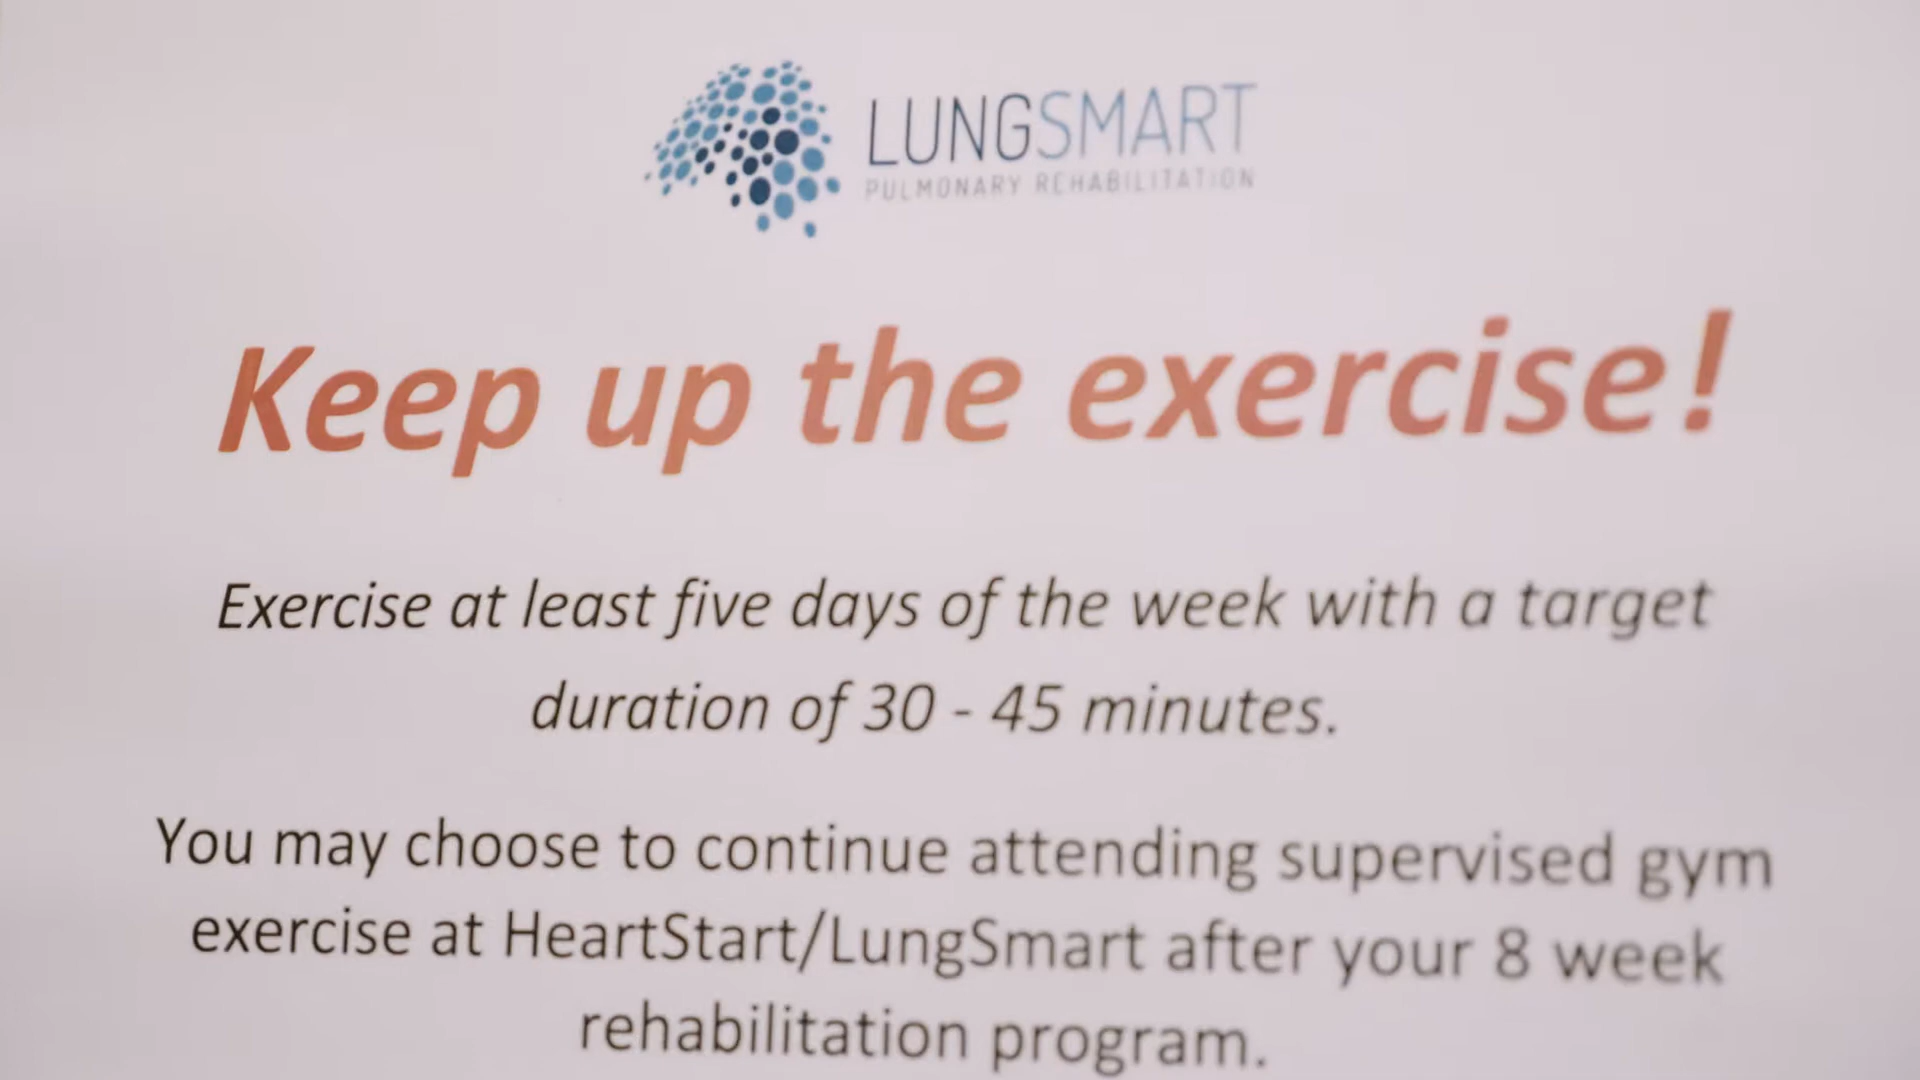 LUNGSMART
PULMONARY REHABILITATION
Keep up the exercise!
Exercise at least five days of the week with a target
duration of 30 - 45 minutes.
You may choose to continue attending supervised gym
exercise at HeartStart/LungSmart after your 8 week
rehabilitation program.